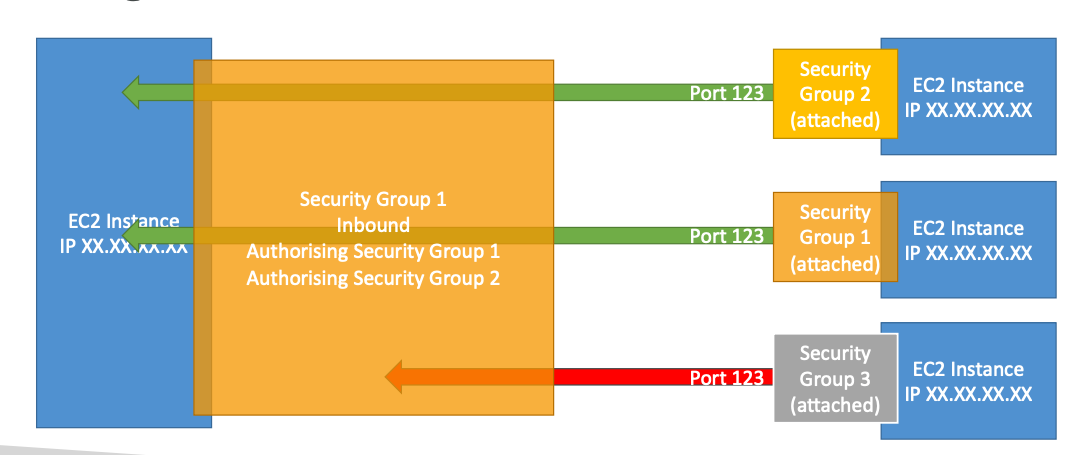 EC2 Instance
IP XX.XX.XX.XX
Security Group 1
Inbound
Authorising Security Group 1
Authorising Security Group 2
Port 123
Security
Group 2
(attached)
EC2 Instance
IP XX.XX.XX.XX
Port 123
Security
Group 1
(attached)
EC2 Instance
IP XX.XX.XX.XX
Port 123
Security
Group 3
(attached)
EC2 Instance
IP XX.XX.XX.XX